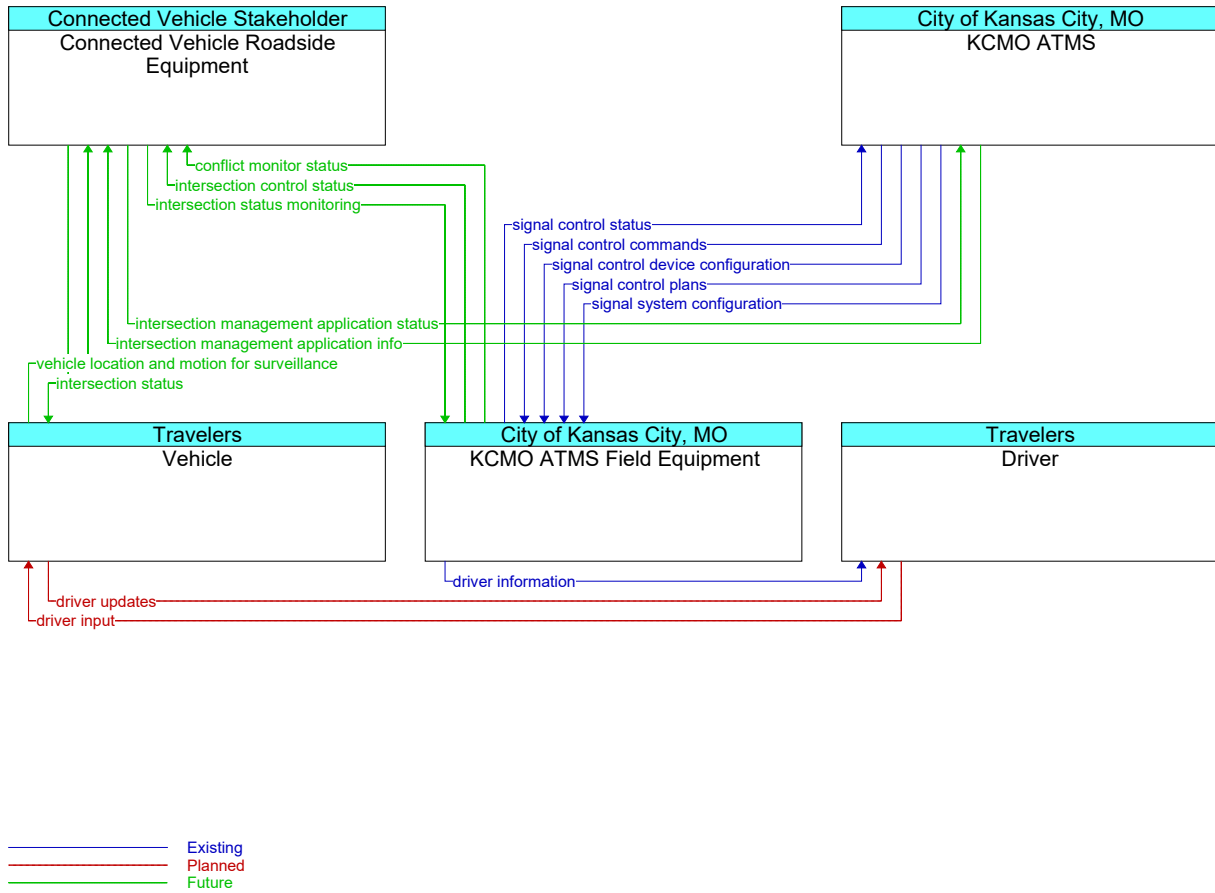 Connected Vehicle Stakeholder
Connected Vehicle Roadside
Equipment
City of Kansas City, MO
KCMO ATMS
conflict monitor status
intersection control status
intersection status monitoring
signal control status
signal control commands
signal control device configuration
signal control plans
signal system configuration
intersection management application status
intersection management application info
vehicle location and motion for surveillance
intersection status
Travelers
Vehicle
City of Kansas City, MO
KCMO ATMS Field Equipment
Travelers
Driver
driver information
driver updates
driver input
Existing
Planned
Future